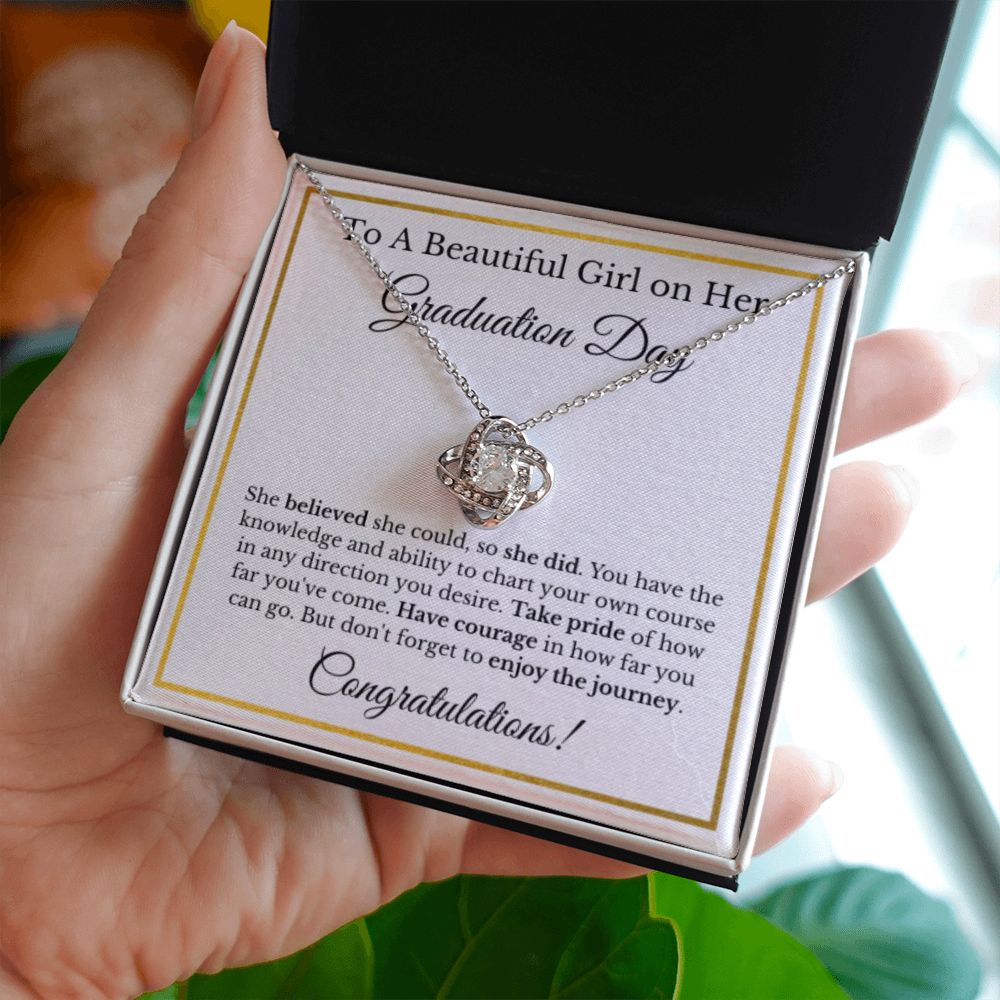 To A Beautiful Girl on Her
Graduation Day
She believed she could, so she did. You have the
knowledge and ability to chart your own course
in any direction you desire. Take pride of how
far you've come. Have courage in how far you
can go. But don't forget to enjoy the journey.
Congratulations!